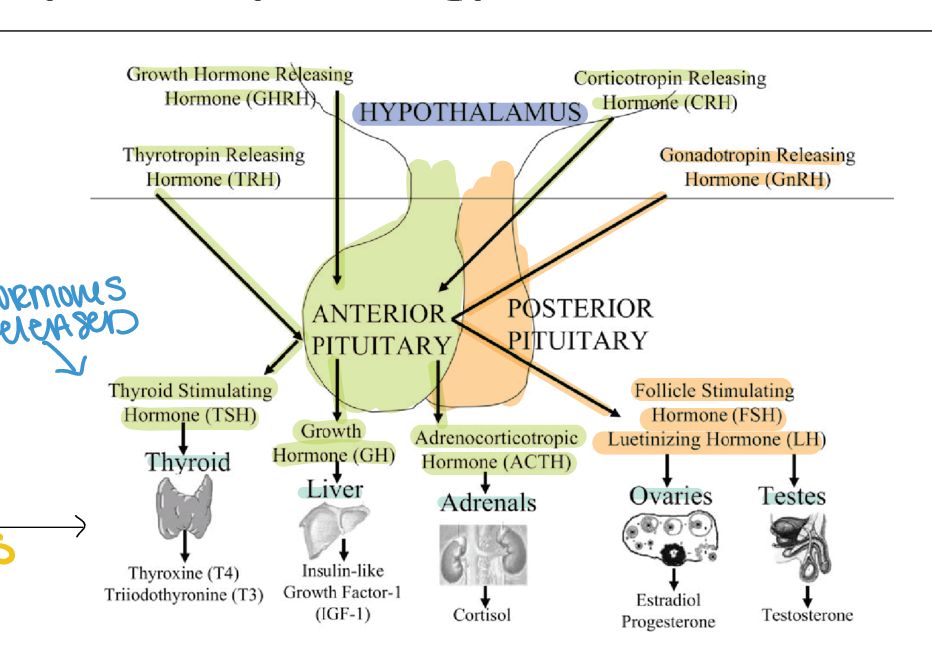 Growth Hormone Releasing
Hormone (GHRH)
Corticotropin Releasing
Hormone (CRH)
HYPOTHALAMUS
Thyrotropin Releasing
Hormone (TRH)
Gonadotropin Releasing
Hormone (GnRH)
ANTERIOR
PITUITARY
POSTERIOR
PITUITARY
Thyroid Stimulating
Hormone (TSH)
Growth
Hormone (GH)
Adrenocorticotropic
Hormone (ACTH)
Follicle Stimulating
Hormone (FSH)
Luetinizing Hormone (LH)
Thyroid
Liver
Adrenals
Ovaries
Testes
Thyroxine (T4)
Triiodothyronine (T3)
Insulin-like
Growth Factor-1
(IGF-1)
Cortisol
Estradiol
Progesterone
Testosterone